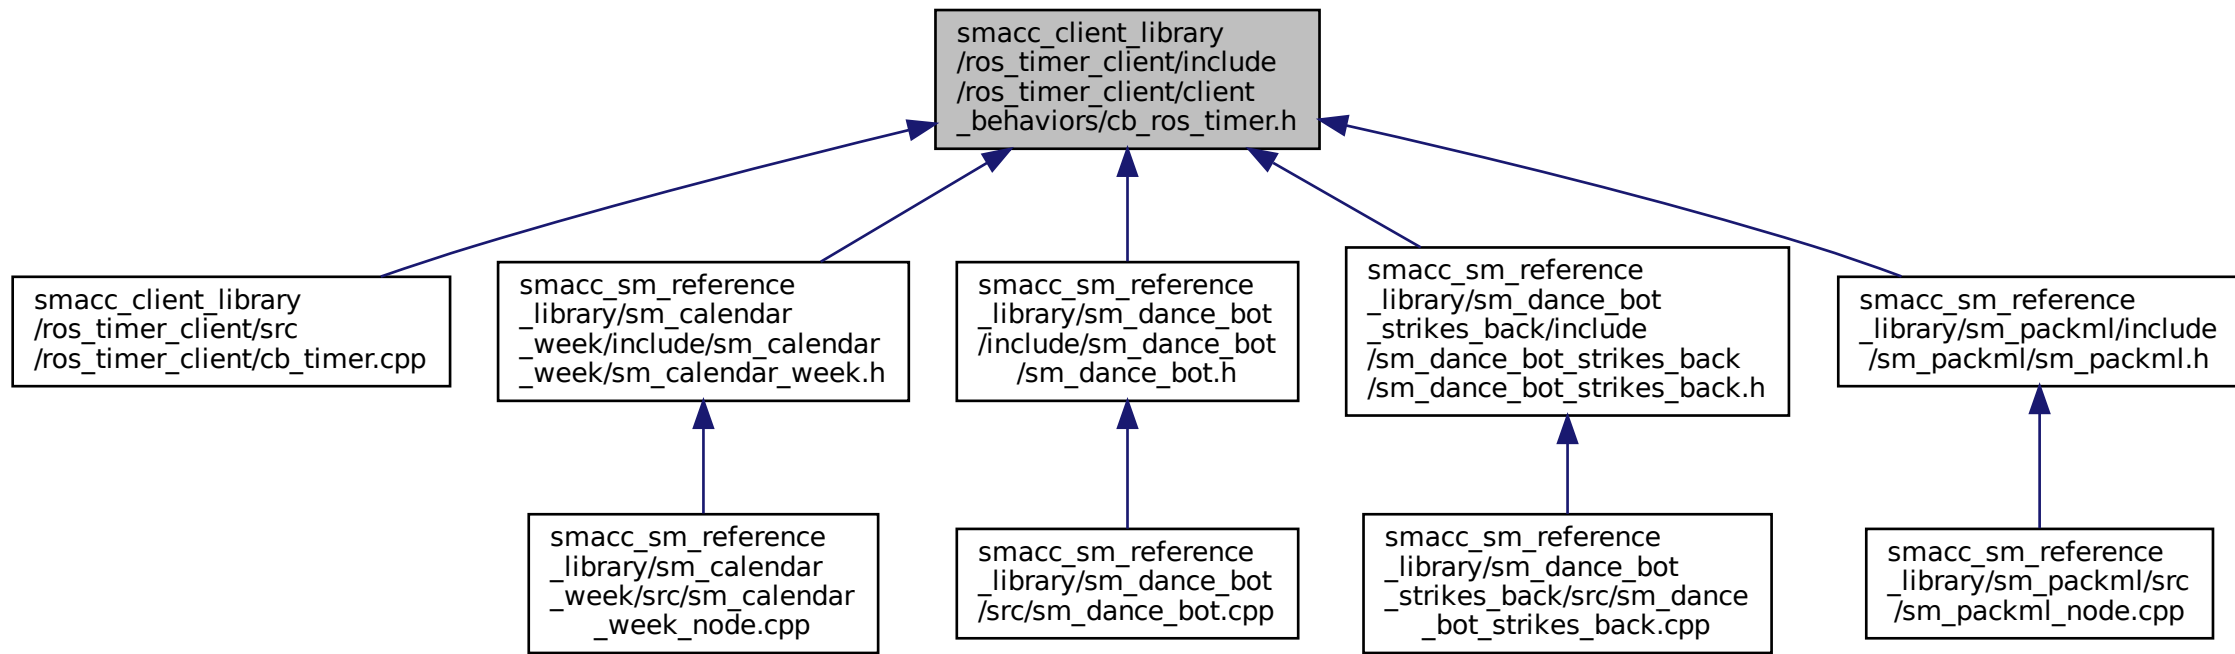 smacc_client_library
/ros_timer_client/include
/ros_timer_client/client
_behaviors/cb_ros_timer.h
smacc_client_library
/ros_timer_client/src
/ros_timer_client/cb_timer.cpp
smacc_sm_reference
_library/sm_calendar
_week/include/sm_calendar
_week/sm_calendar_week.h
smacc_sm_reference
_library/sm_dance_bot
/include/sm_dance_bot
/sm_dance_bot.h
smacc_sm_reference
_library/sm_dance_bot
_strikes_back/include
/sm_dance_bot_strikes_back
/sm_dance_bot_strikes_back.h
smacc_sm_reference
_library/sm_packml/include
/sm_packml/sm_packml.h
smacc_sm_reference
_library/sm_calendar
_week/src/sm_calendar
_week_node.cpp
smacc_sm_reference
_library/sm_dance_bot
/src/sm_dance_bot.cpp
smacc_sm_reference
_library/sm_dance_bot
_strikes_back/src/sm_dance
_bot_strikes_back.cpp
smacc_sm_reference
_library/sm_packml/src
/sm_packml_node.cpp